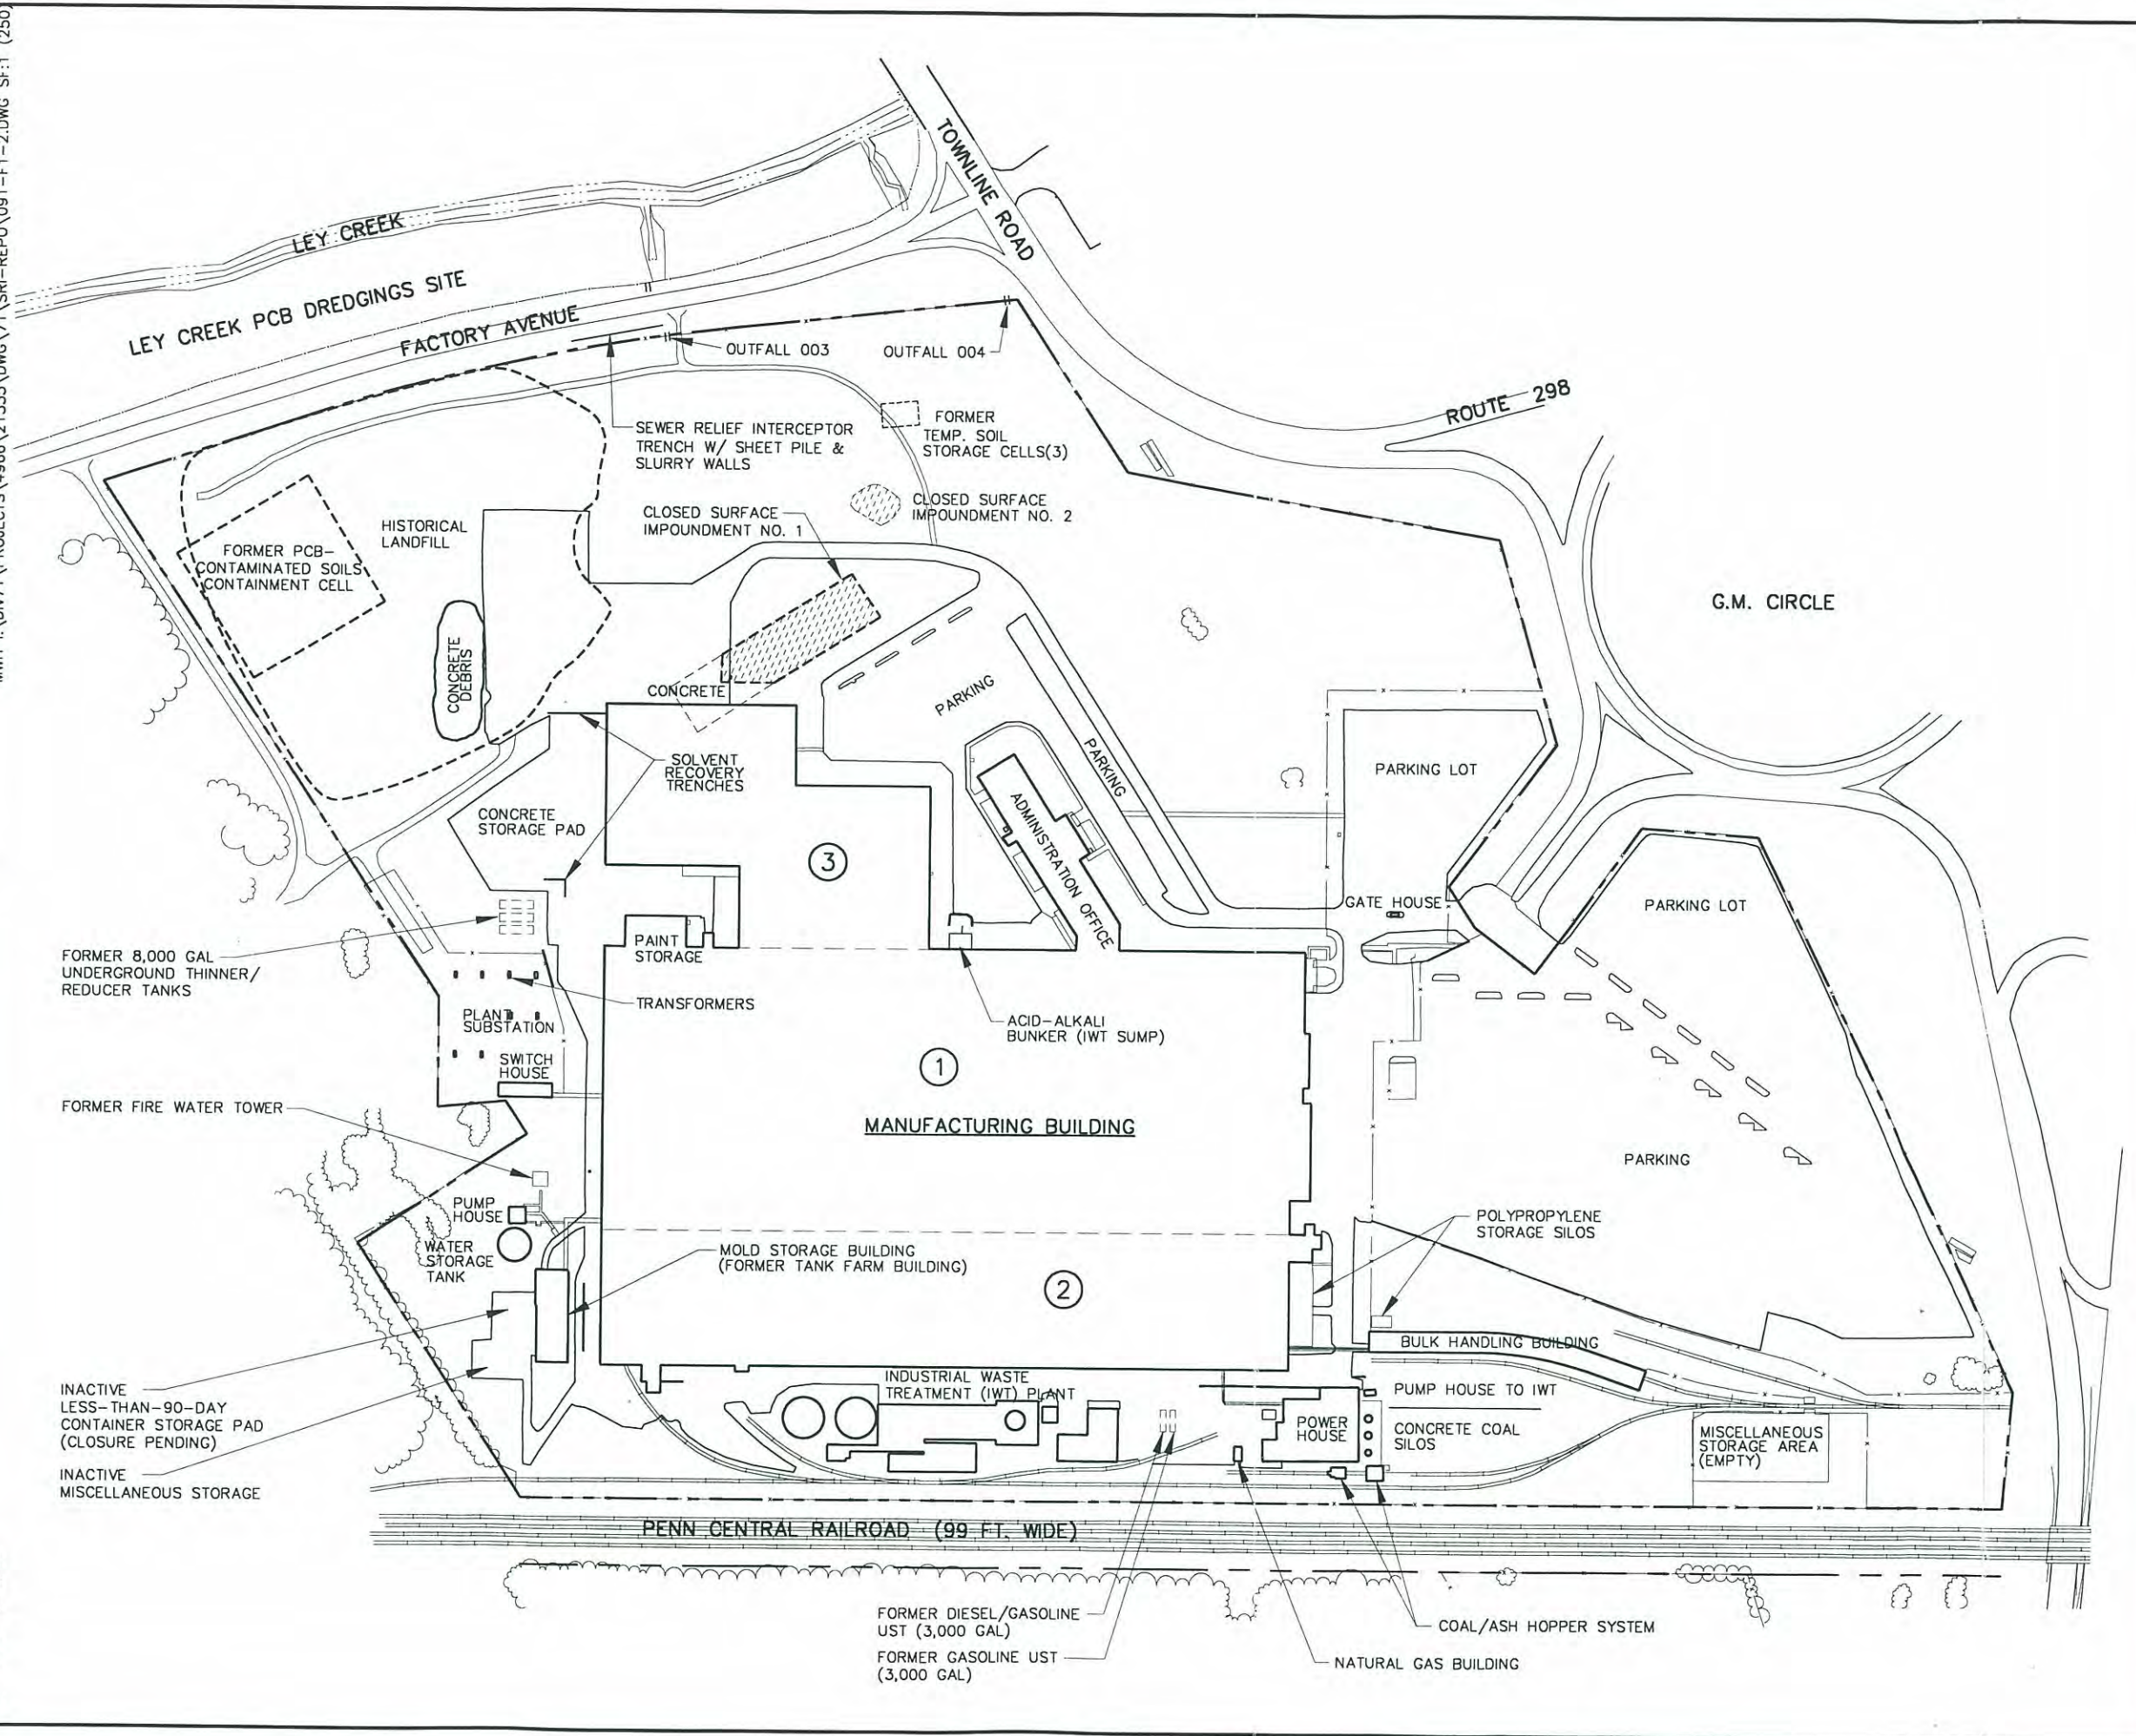 TOWNLINE ROAD
LEY CREEK
LEY CREEK PCB DREDGINGS SITE
FACTORY AVENUE
OUTFALL 003
OUTFALL 004
ROUTE 298
SEWER RELIEF INTERCEPTOR
TRENCH W/ SHEET PILE &
SLURRY WALLS
FORMER
TEMP. SOIL
STORAGE CELLS(3)
CLOSED SURFACE
IMPOUNDMENT NO. 2
CLOSED SURFACE
IMPOUNDMENT NO. 1
HISTORICAL
LANDFILL
FORMER PCB-
CONTAMINATED SOILS
CONTAINMENT CELL
G.M. CIRCLE
CONCRETE
DEBRIS
CONCRETE
PARKING
PARKING
PARKING LOT
SOLVENT
RECOVERY
TRENCHES
CONCRETE
STORAGE PAD
ADMINISTRATION OFFICE
3
GATE HOUSE
PARKING LOT
PAINT
STORAGE
FORMER 8,000 GAL
UNDERGROUND THINNER/
REDUCER TANKS
TRANSFORMERS
PLANT
SUBSTATION
ACID-ALKALI
BUNKER (IWT SUMP)
SWITCH
HOUSE
1
FORMER FIRE WATER TOWER
MANUFACTURING BUILDING
PARKING
PUMP
HOUSE
WATER
STORAGE
TANK
POLYPROPYLENE
STORAGE SILOS
MOLD STORAGE BUILDING
(FORMER TANK FARM BUILDING)
2
BULK HANDLING BUILDING
INDUSTRIAL WASTE
TREATMENT (IWT) PLANT
PUMP HOUSE TO IWT
INACTIVE
LESS-THAN-90-DAY
CONTAINER STORAGE PAD
(CLOSURE PENDING)
POWER
HOUSE
CONCRETE COAL
SILOS
MISCELLANEOUS
STORAGE AREA
(EMPTY)
INACTIVE
MISCELLANEOUS STORAGE
PENN CENTRAL RAILROAD (99 FT. WIDE)
FORMER DIESEL/GASOLINE
UST (3,000 GAL)
COAL/ASH HOPPER SYSTEM
FORMER GASOLINE UST
(3,000 GAL)
NATURAL GAS BUILDING